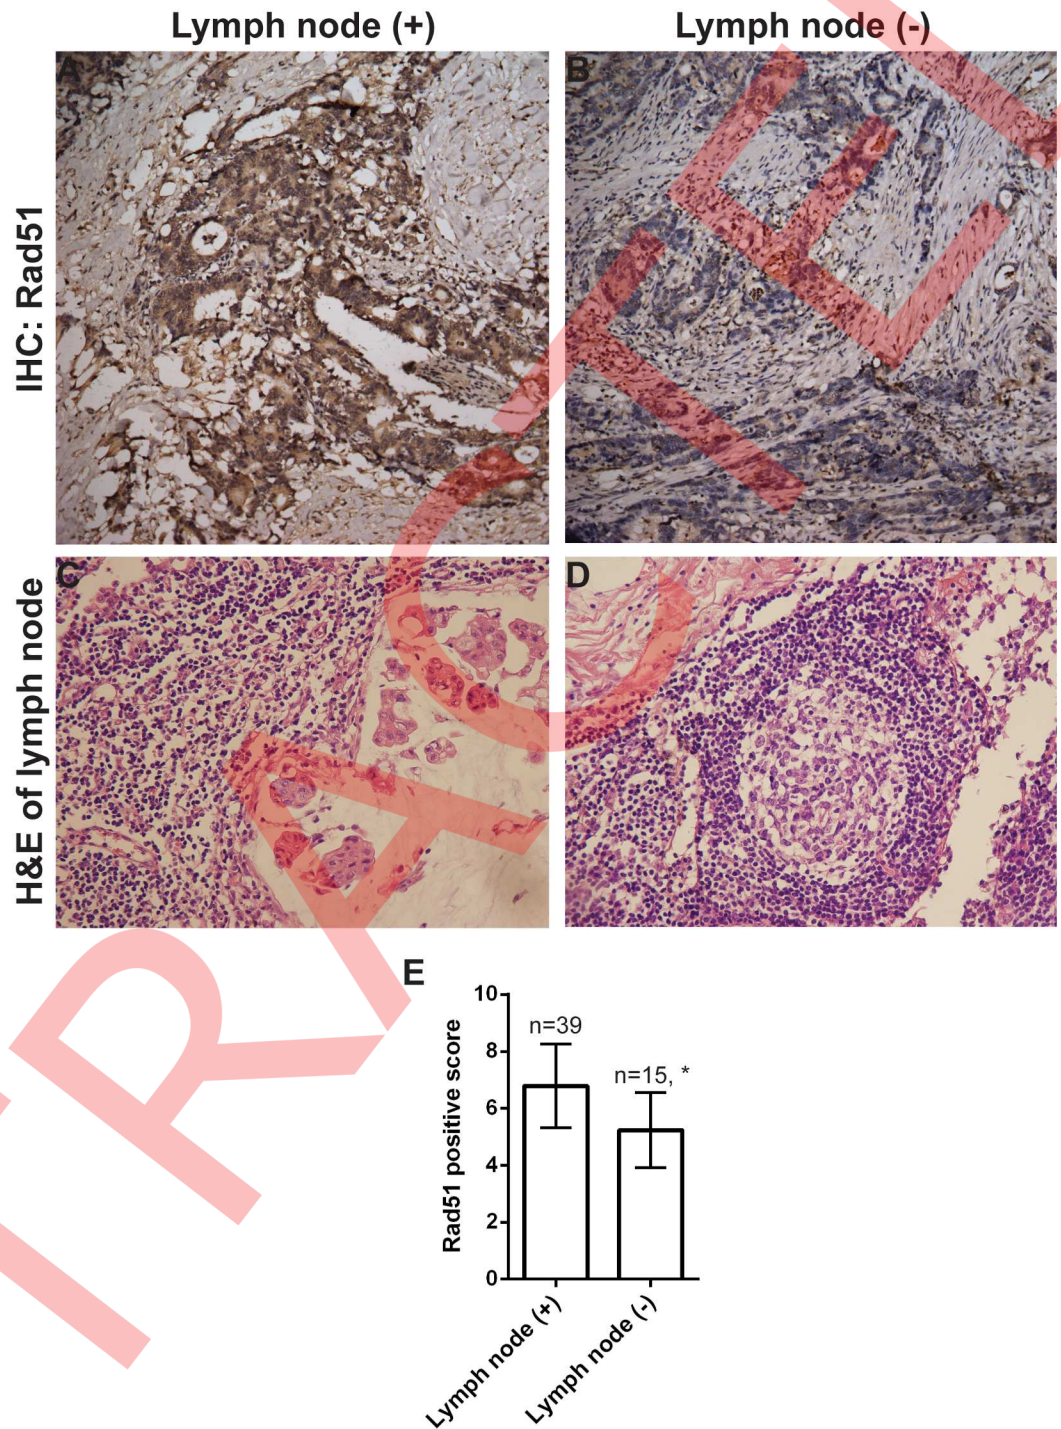 Lymph node (+)
Lymph node (-)
IHC: Rad51
A
B
H&E of lymph node
C
D
E
Rad51 positive score
10
8
6
4
2
0
n=39
n=15, *
Lymph node (+)
Lymph node (-)
TRACTE